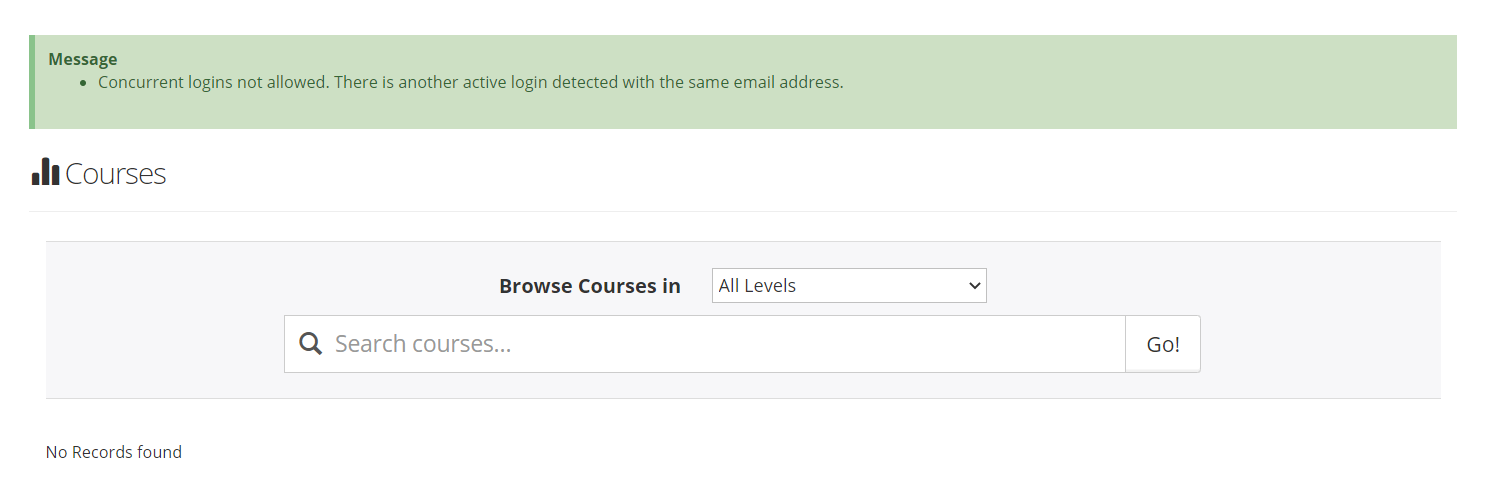 Message
Concurrent logins not allowed. There is another active login detected with the same email address.
Courses
Browse Courses in All Levels
Search courses... Go!
No Records found